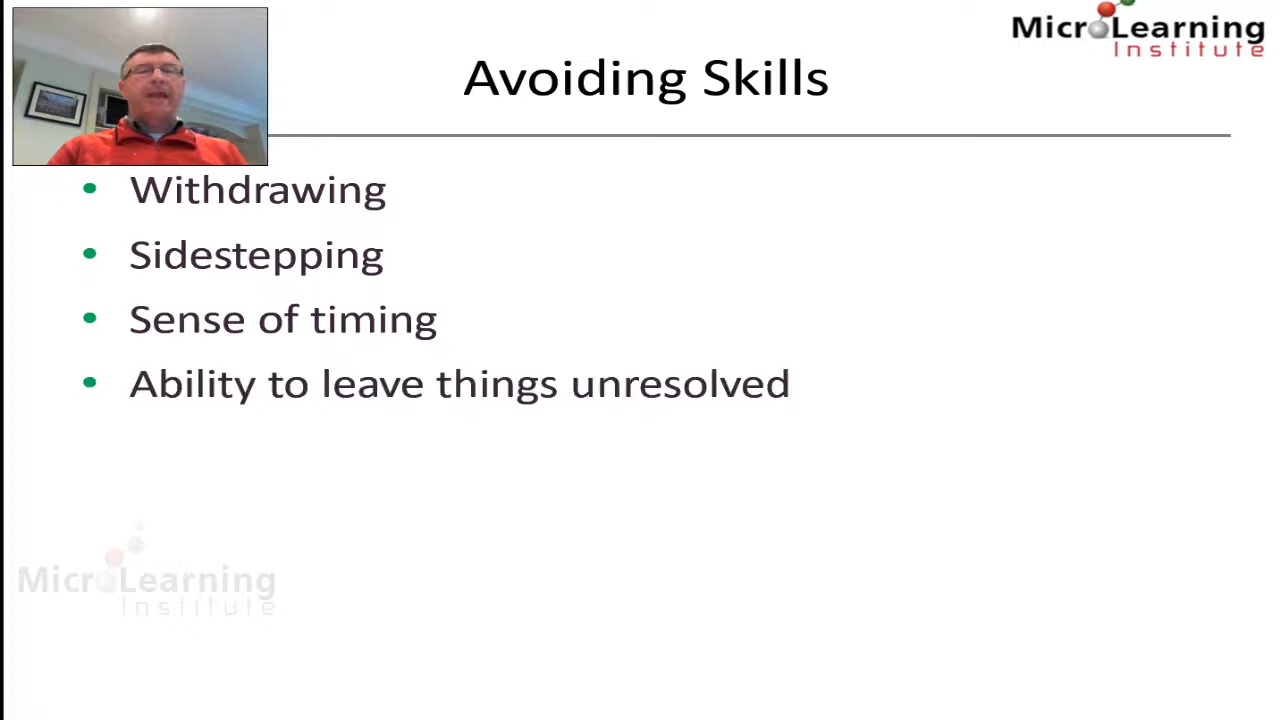 MicroLearning
Institute
Avoiding Skills
• Withdrawing
• Sidestepping
• Sense of timing
• Ability to leave things unresolved
MicroLearning
Institute